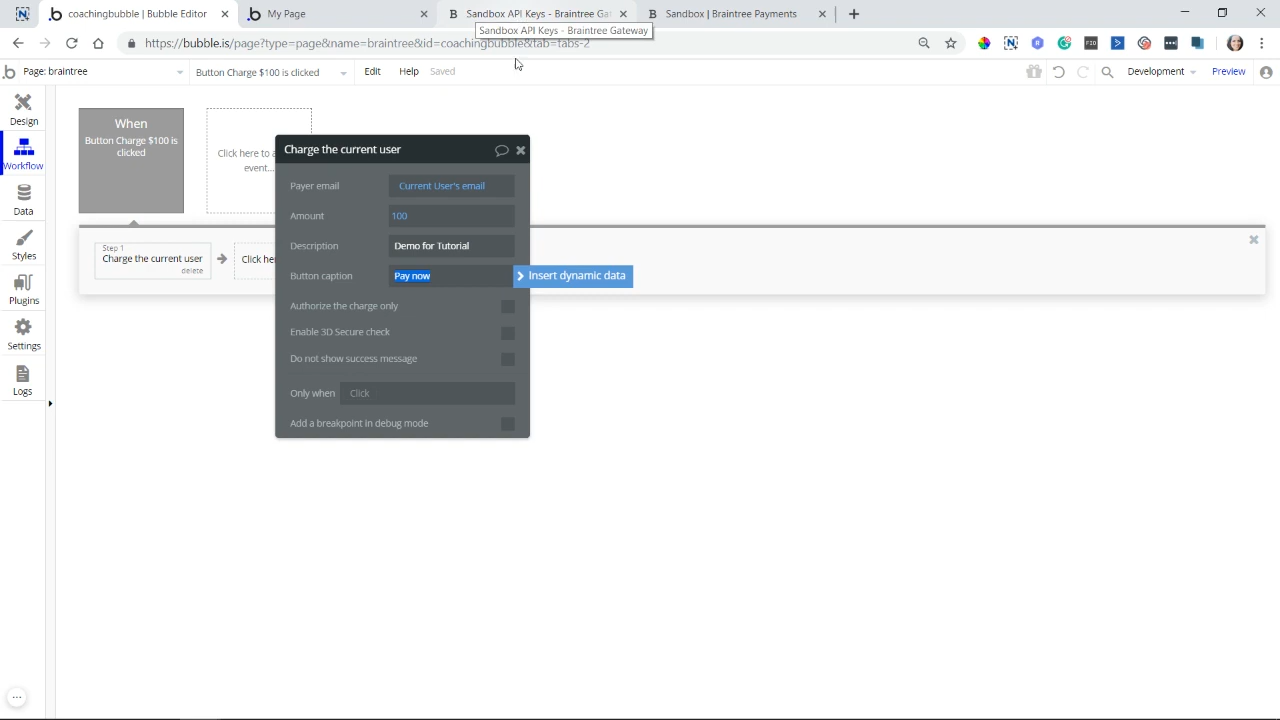 coachingbubble | Bubble Editor
My Page
Sandbox API Keys - Braintree Gat
Sandbox | Braintree Payments
Sandbox API Keys - Braintree Gateway
https://bubble.is/page?type=page&name=braintree&id=coachingbubble&tab=tabs-2
Page: braintree
Button Charge $100 is clicked
Edit
Help
Saved
Development
Preview
Design
Workflow
Data
Styles
Plugins
Settings
Logs
When
Button Charge $100 is
clicked
Click here to a
event...
Step 1
Charge the current user
delete
Click he
Charge the current user
Payer email
Current User's email
Amount
100
Description
Demo for Tutorial
Button caption
Pay now
Insert dynamic data
Authorize the charge only
Enable 3D Secure check
Do not show success message
Only when
Click
Add a breakpoint in debug mode